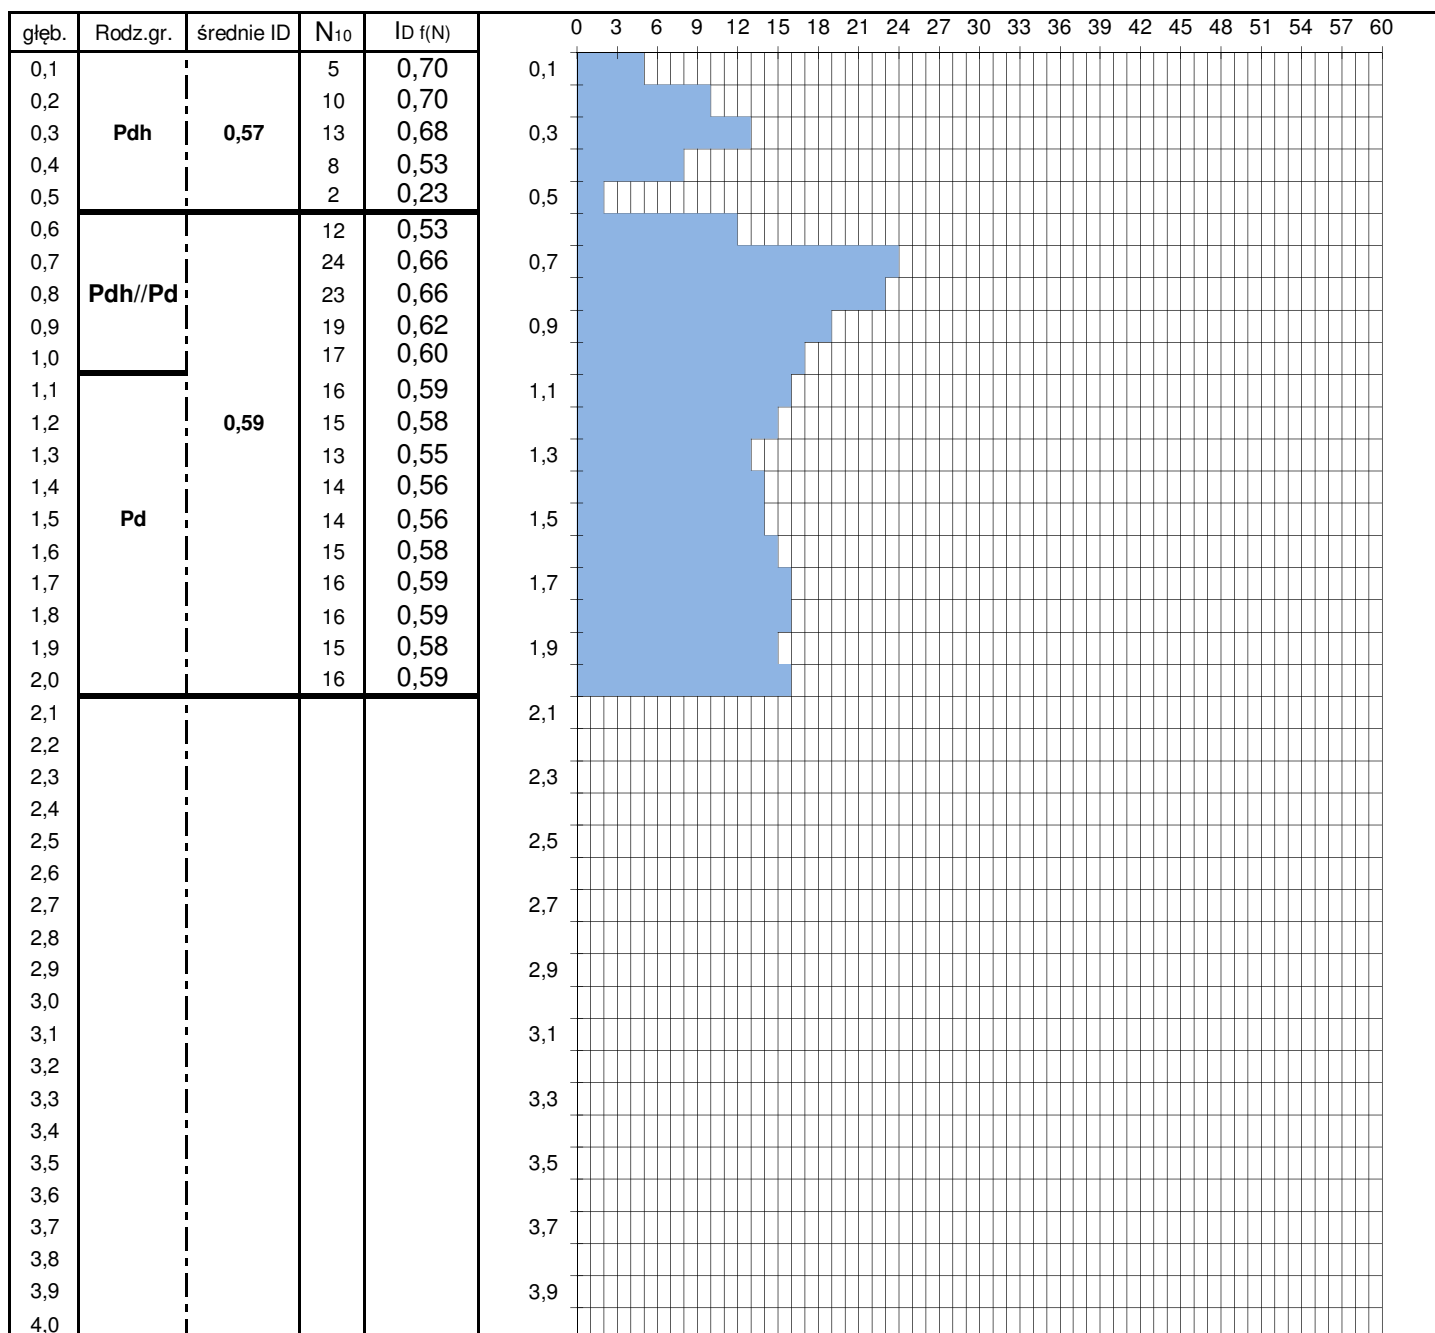 głęb. Rodz.gr. średnie ID N10 ID f(N) 0 3 6 9 12 15 18 21 24 27 30 33 36 39 42 45 48 51 54 57 60
0,1 5 0,70 0,1
0,2 10 0,70
0,3 Pdh 0,57 13 0,68 0,3
0,4 8 0,53
0,5 2 0,23 0,5
0,6 12 0,53
0,7 24 0,66 0,7
0,8 Pdh//Pd 23 0,66
0,9 19 0,62 0,9
1,0 17 0,60
1,1 16 0,59 1,1
1,2 0,59 15 0,58
1,3 13 0,55 1,3
1,4 14 0,56
1,5 Pd 14 0,56 1,5
1,6 15 0,58
1,7 16 0,59 1,7
1,8 16 0,59
1,9 15 0,58 1,9
2,0 16 0,59
2,1 2,1
2,2
2,3 2,3
2,4
2,5 2,5
2,6
2,7 2,7
2,8
2,9 2,9
3,0
3,1 3,1
3,2
3,3 3,3
3,4
3,5 3,5
3,6
3,7 3,7
3,8
3,9 3,9
4,0